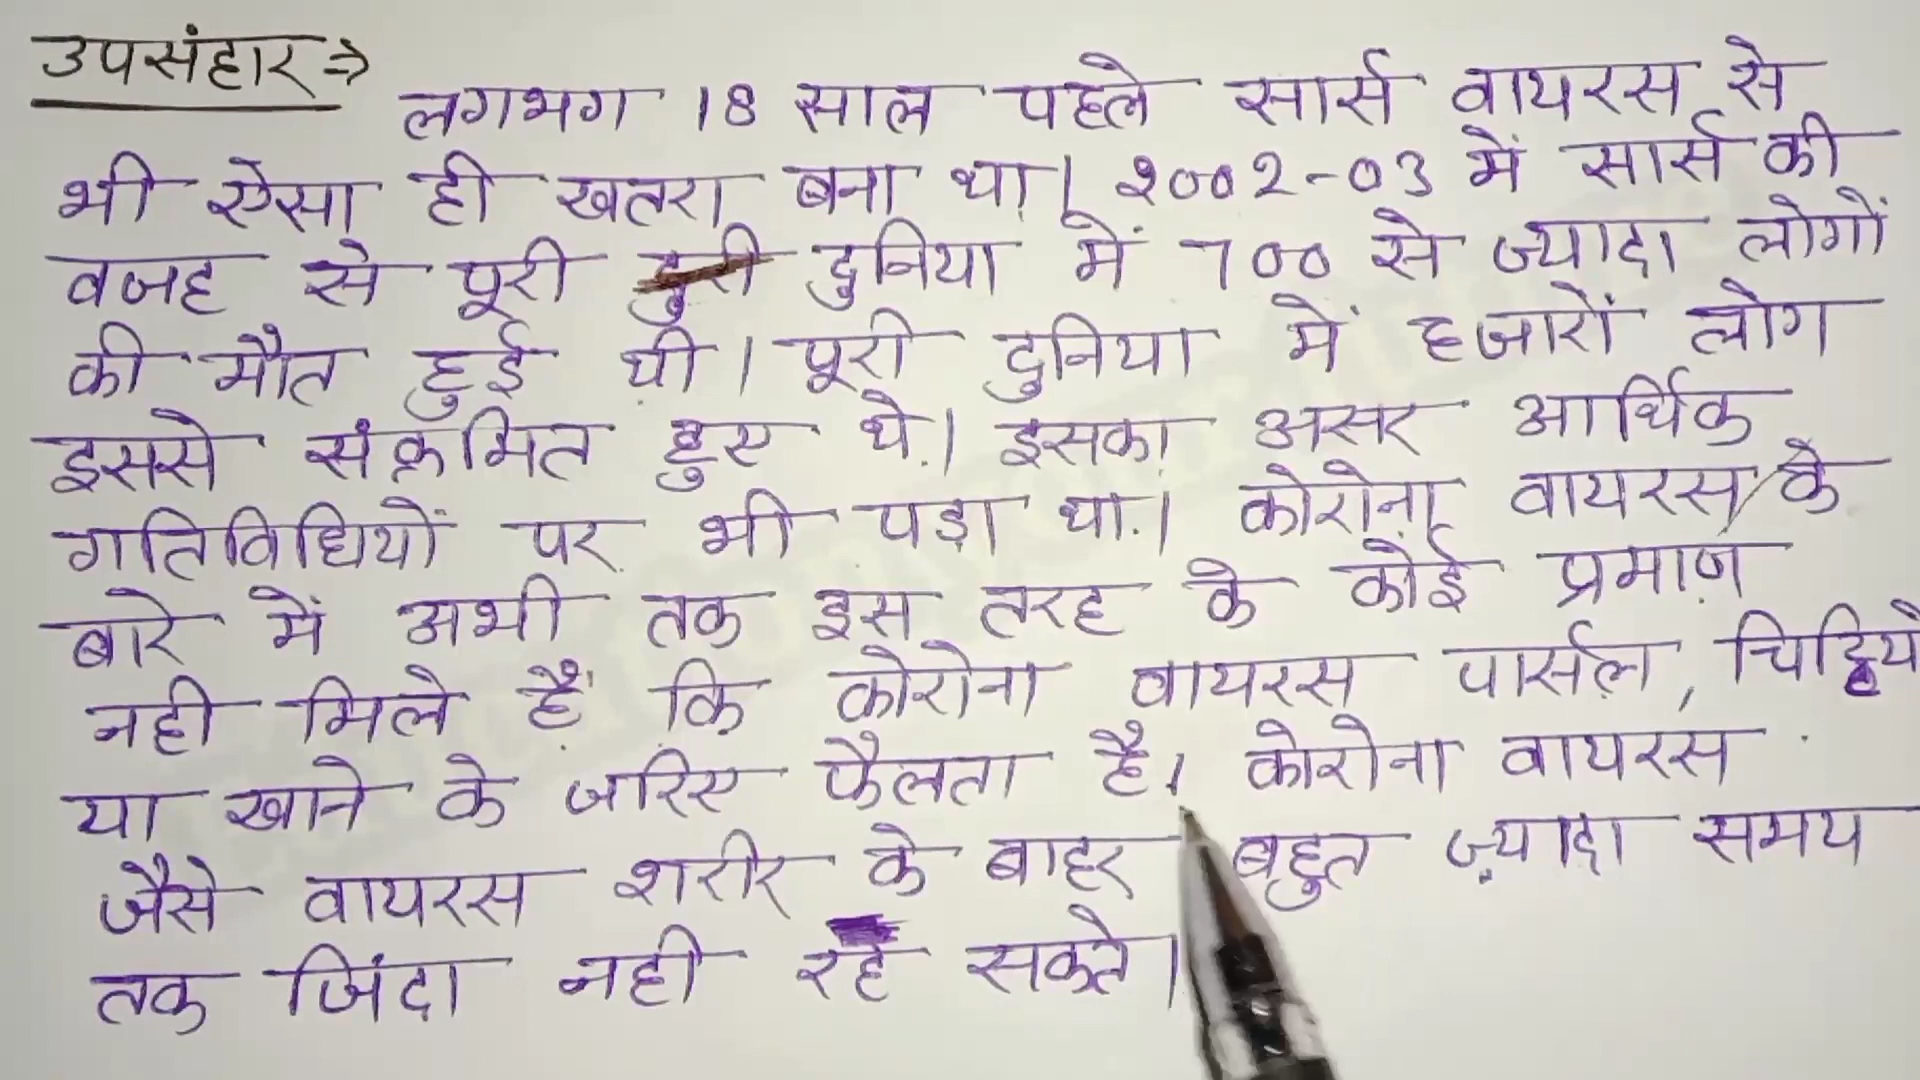 उपसंहार ⇒
लगभग 18 साल पहले सार्स वायरस से
भी ऐसा ही खतरा बना था। २००२-०3 में सार्स की
वजह से पूरी दुनिया में 700 से ज्यादा लोगों
की मौत हुई थी। पूरी दुनिया में हजारों लोग
इससे संक्रमित हुए थे। इसका असर आर्थिक
गतिविधियों पर भी पड़ा था। कोरोना वायरस के
बारे में अभी तक इस तरह के कोई प्रमाण
नही मिले हैं कि कोरोना वायरस पार्सल,
या खाने के जरिए फैलता है। कोरोना वायरस
जैसे वायरस शरीर के बाहर बहुत ज़्यादा समय
तक जिंदा नही रह सकते।